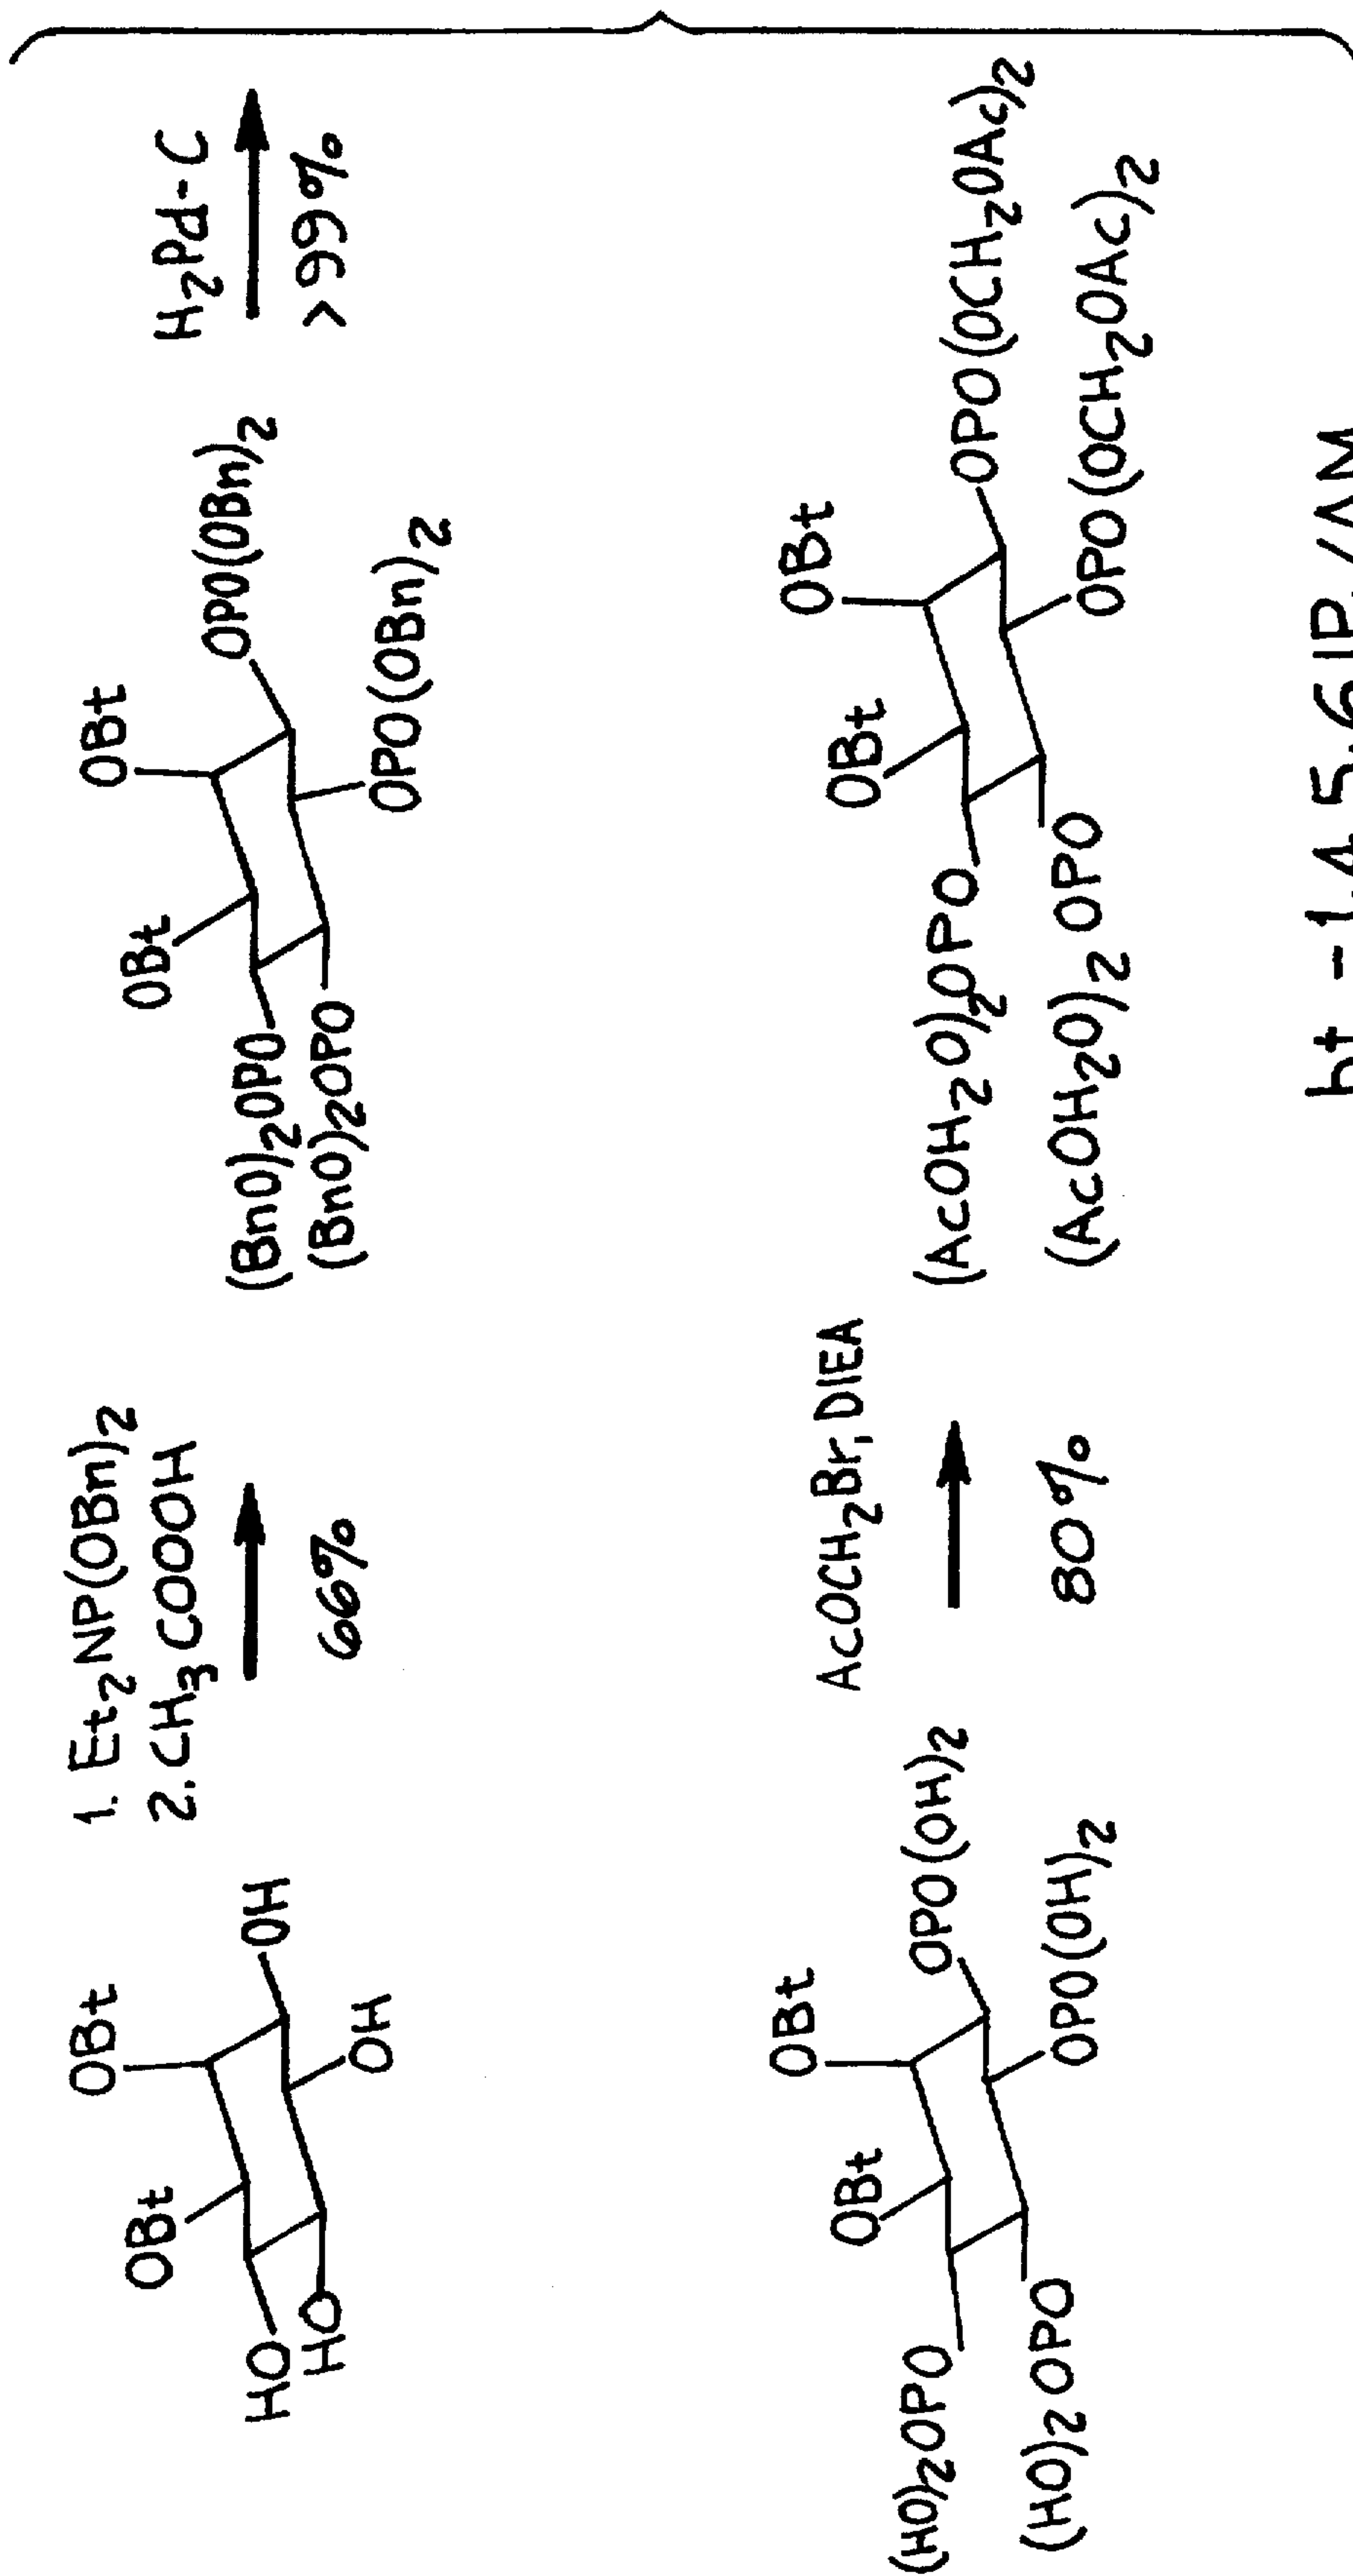 OBt
OBt
HO
HO
OH
OH
1. Et2NP(OBn)2
2. CH3COOOH
66%
OBt
OBt
(BnO)2OPO
(BnO)2OPO
OPO(OBn)2
OPO(OBn)2
H2Pd-C
>99%
OBt
OBt
(HO)2OPO
(HO)2OPO
OPO(OH)2
OPO(OH)2
AcOCH2Br, DIEA
80%
OBt
OBt
(AcOH2O)2OPO
(AcOH2O)2OPO
OPO(OCH2OAc)2
OPO(OCH2OAc)2